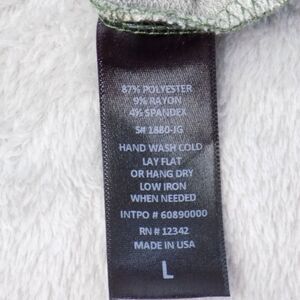 87% POLYESTER
9% RAYON
4% SPANDEX
S# 1880-JG
HAND WASH COLD
LAY FLAT
OR HANG DRY
LOW IRON
WHEN NEEDED
INTPO # 60890000
RN # 12342
MADE IN USA
L